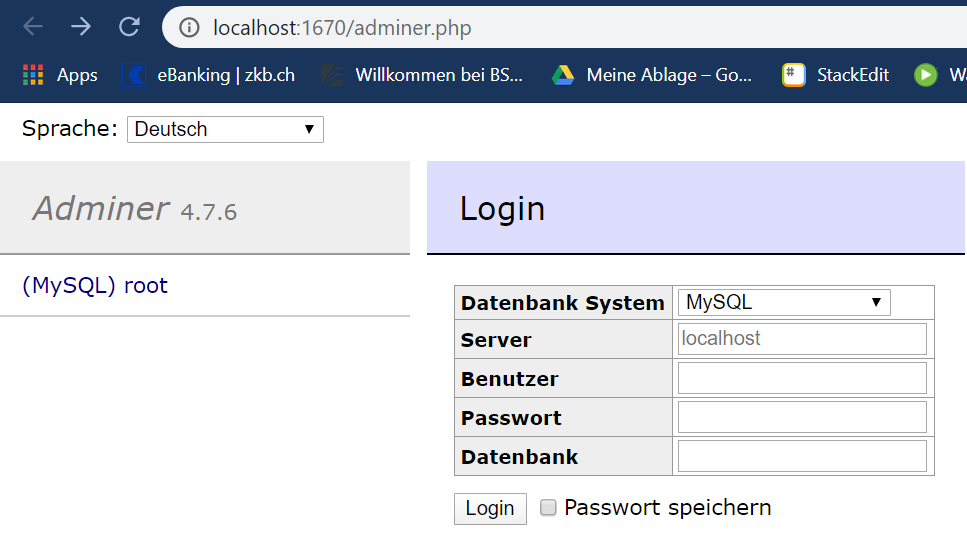 localhost:1670/adminer.php
Apps eBanking | zkb.ch Willkommen bei BS... Meine Ablage – Go... # StackEdit Wa
Sprache: Deutsch
Adminer 4.7.6
Login
(MySQL) root
Datenbank System MySQL
Server localhost
Benutzer
Passwort
Datenbank
Login Passwort speichern